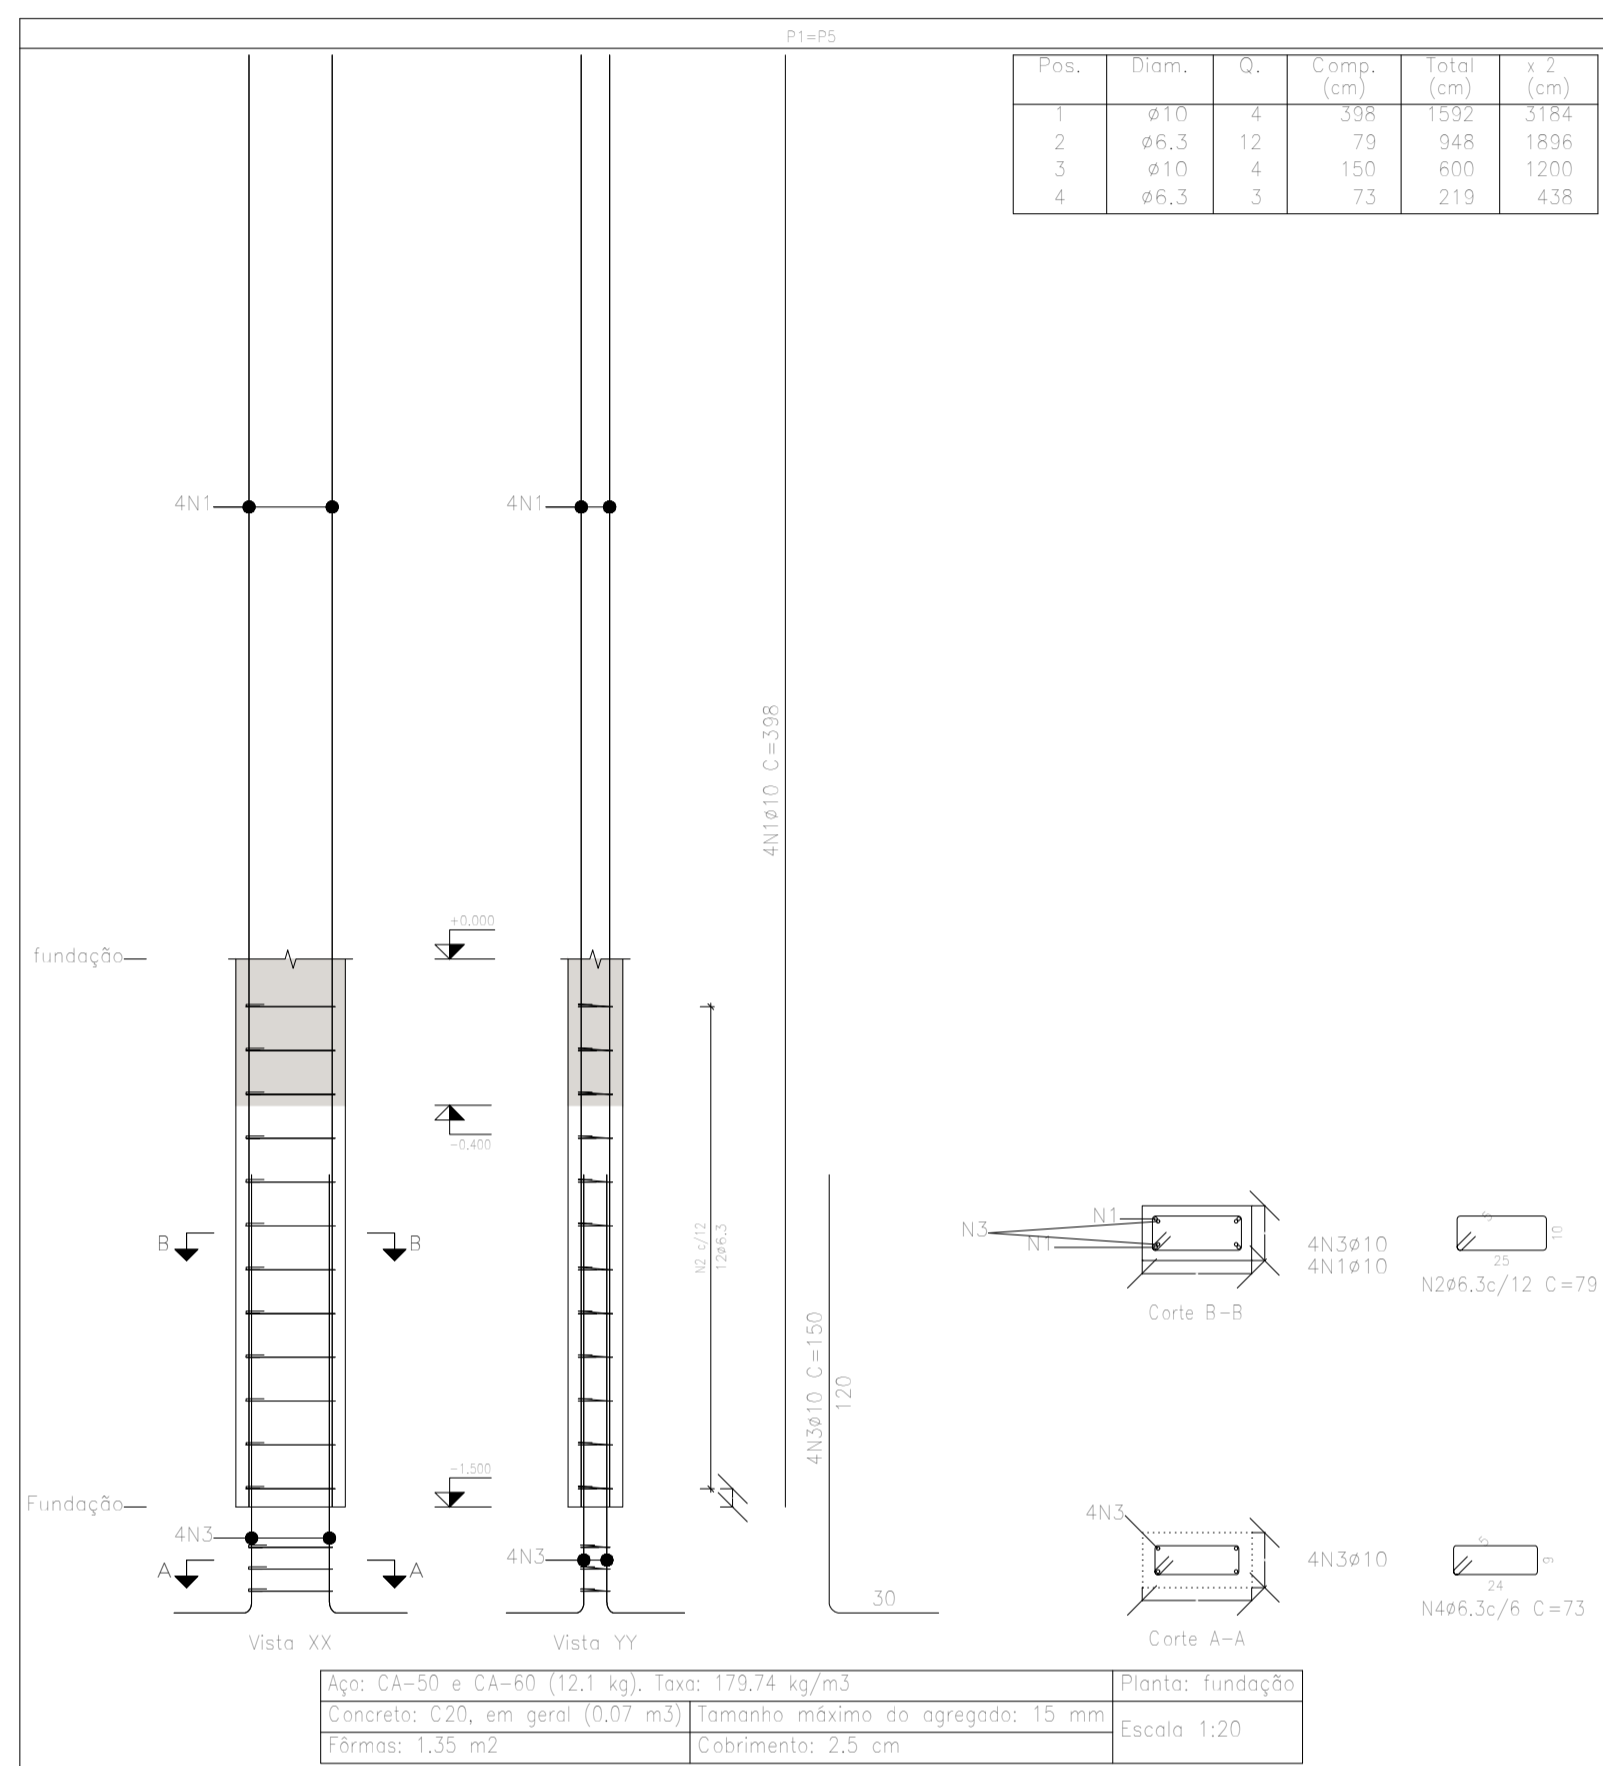 P1=P5
Pos. Diam. Q. Comp. (cm) Total (cm) x 2 (cm)
1 ø10 4 398 1592 3184
2 ø6.3 12 79 948 1896
3 ø10 4 150 600 1200
4 ø6.3 3 73 219 438
4N1 4N1
4N1ø10 C=398
fundação
+0.000
-0.400
B B
N2 c/12
12ø6.3
N3 N1
N1
4N3ø10
4N1ø10
5
10
25
N2ø6.3c/12 C=79
Corte B-B
4N3ø10 C=150
120
-1.500
Fundação
4N3
4N3
A A
30
4N3
4N3ø10
5
9
24
N4ø6.3c/6 C=73
Corte A-A
Vista XX Vista YY
Aço: CA-50 e CA-60 (12.1 kg). Taxa: 179.74 kg/m3 Planta: fundação
Concreto: C20, em geral (0.07 m3) Tamanho máximo do agregado: 15 mm Escala 1:20
Fôrmas: 1.35 m2 Cobrimento: 2.5 cm